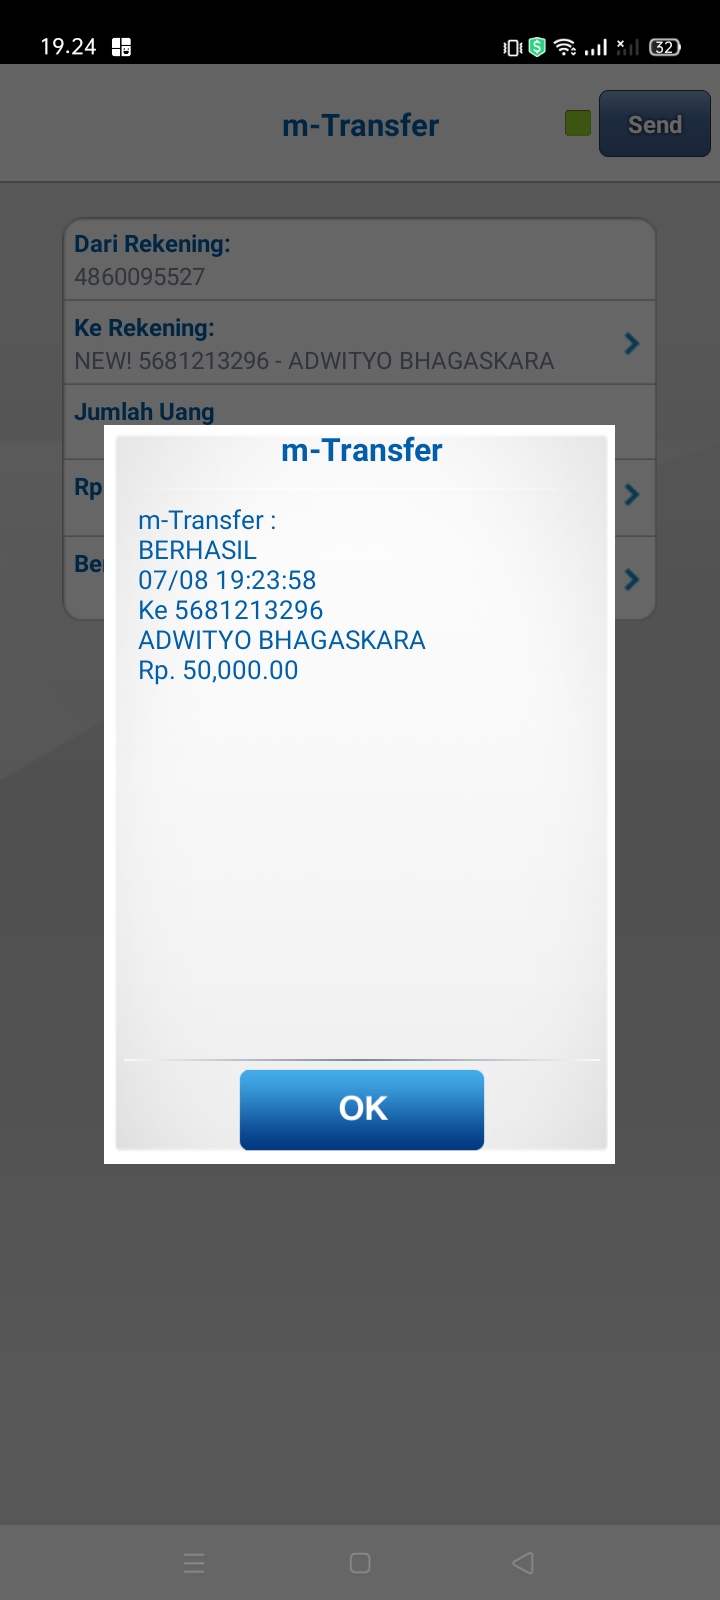 19.24
32
m-Transfer
Send
Dari Rekening:
4860095527
Ke Rekening:
NEW! 5681213296 - ADWITYO BHAGASKARA
Jumlah Uang
Rp
Be
m-Transfer
m-Transfer :
BERHASIL
07/08 19:23:58
Ke 5681213296
ADWITYO BHAGASKARA
Rp. 50,000.00
OK